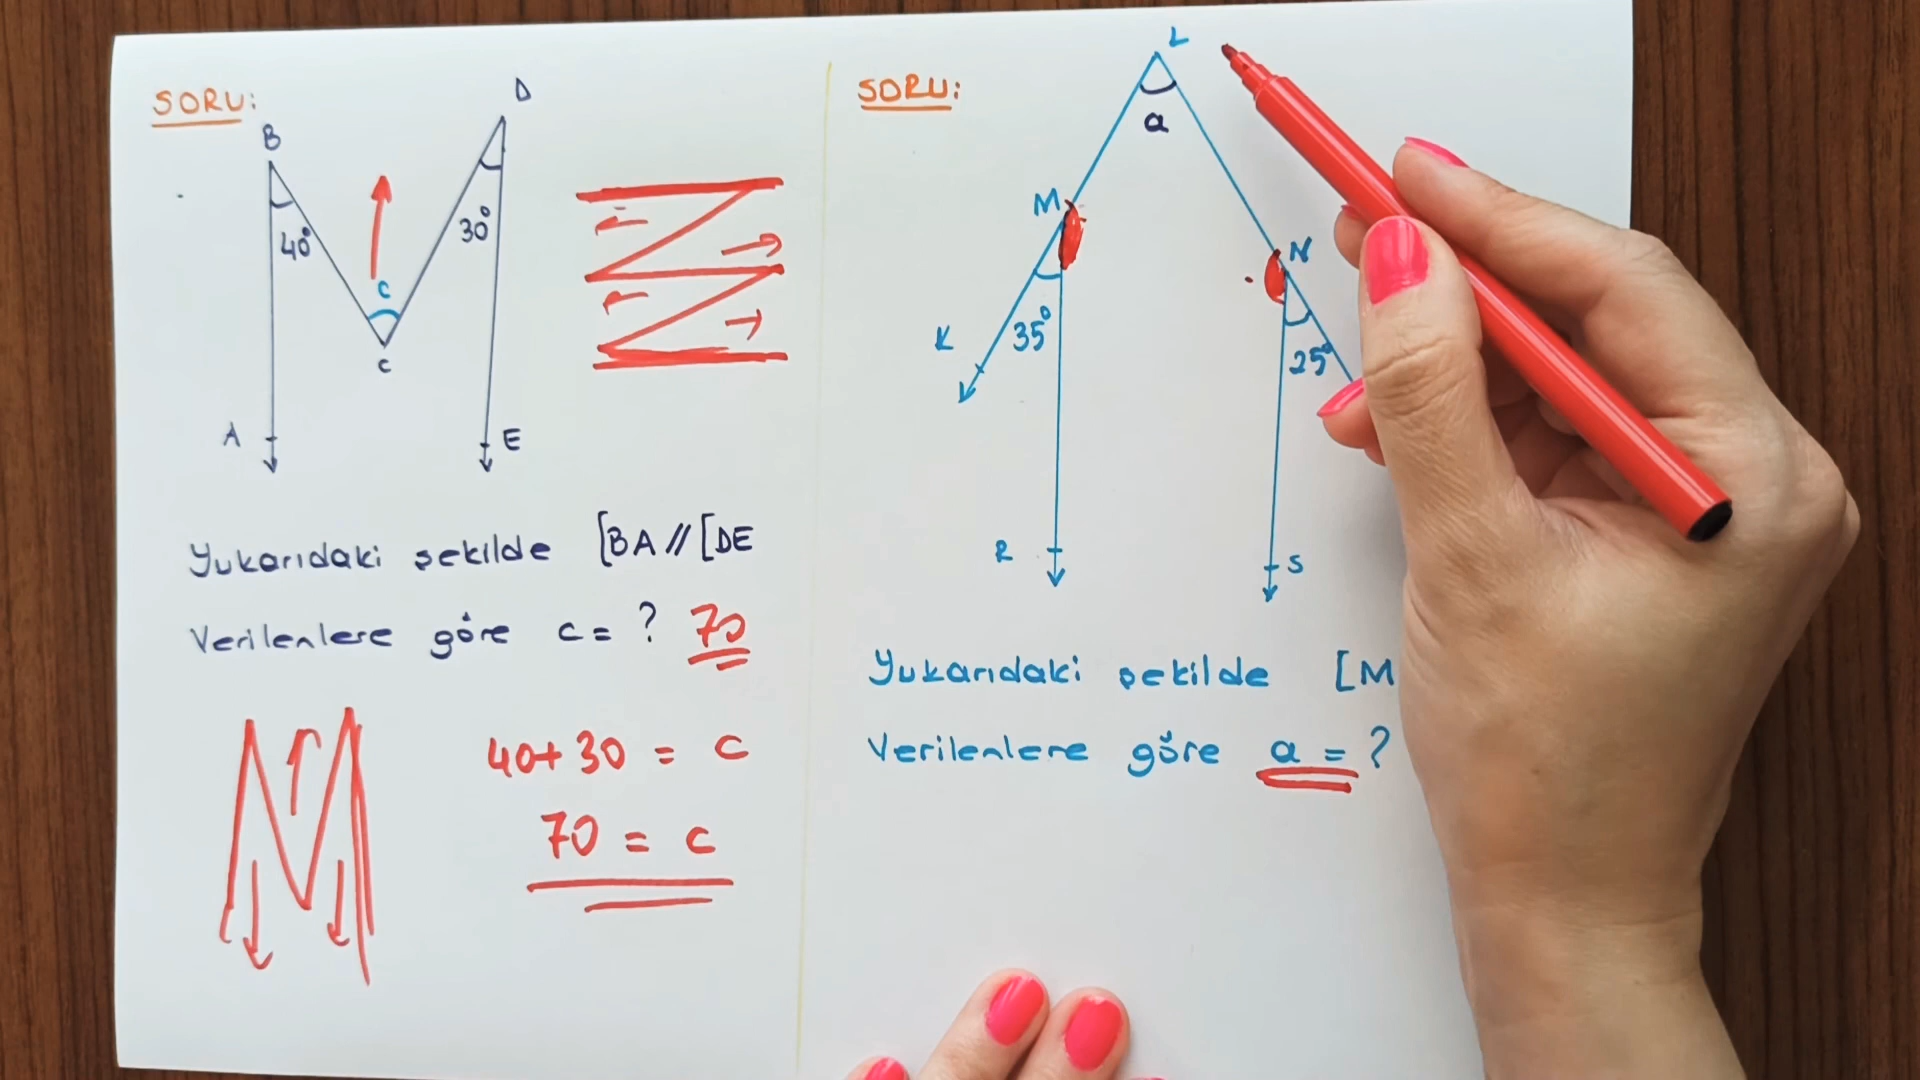 SORU:
B
D
40°
30°
c
C
A
E
Yukarıdaki şekilde [BA // [DE
Verilenlere göre c = ? 70
40+30 = c
70 = c
SORU:
L
a
M
N
K
35°
25°
R
S
Yukarıdaki şekilde [M
Verilenlere göre a = ?